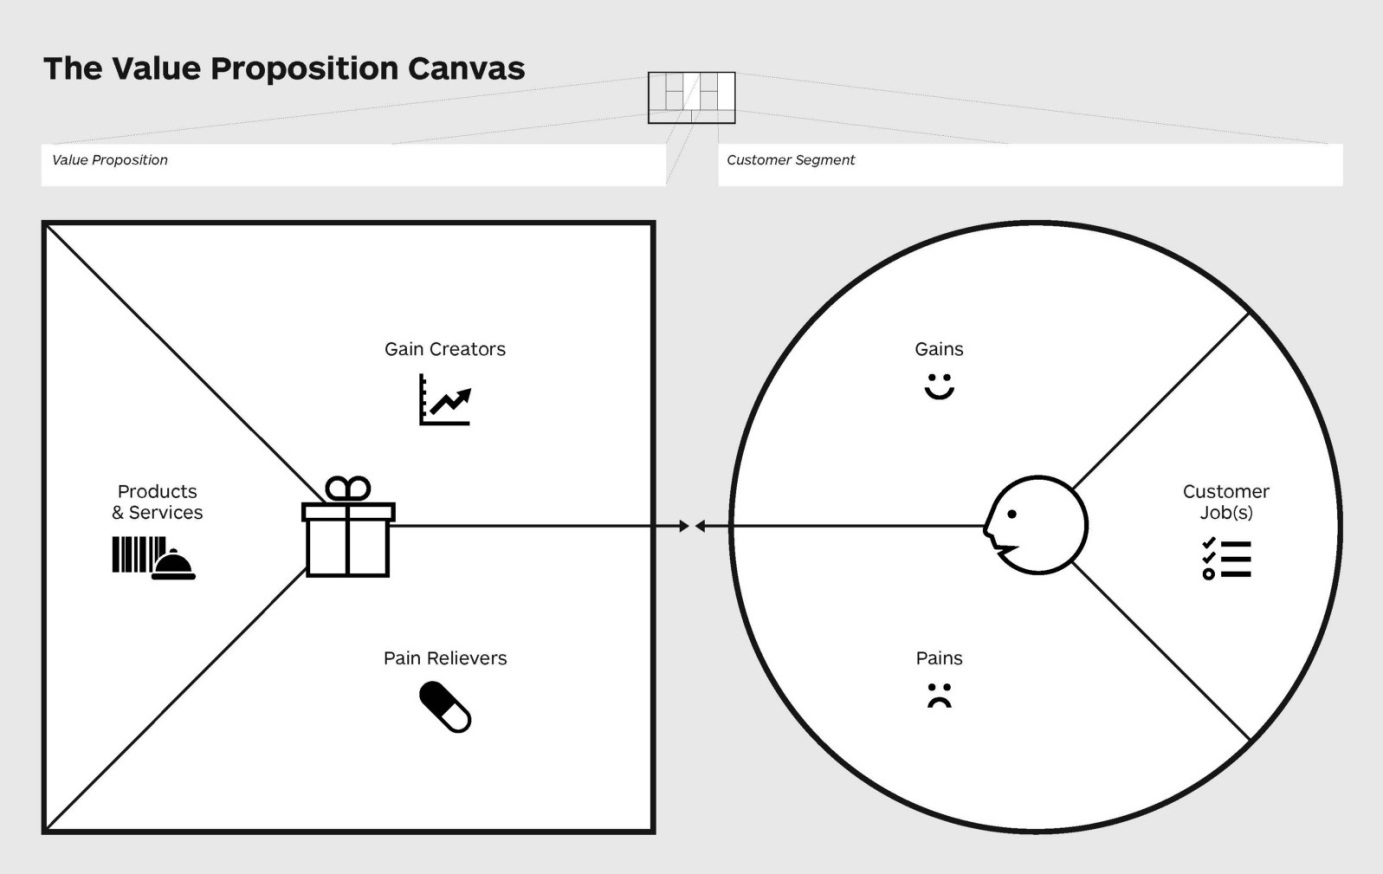 The Value Proposition Canvas
Value Proposition
Customer Segment
Gain Creators
Gains
Products
& Services
Customer
Job(s)
Pain Relievers
Pains